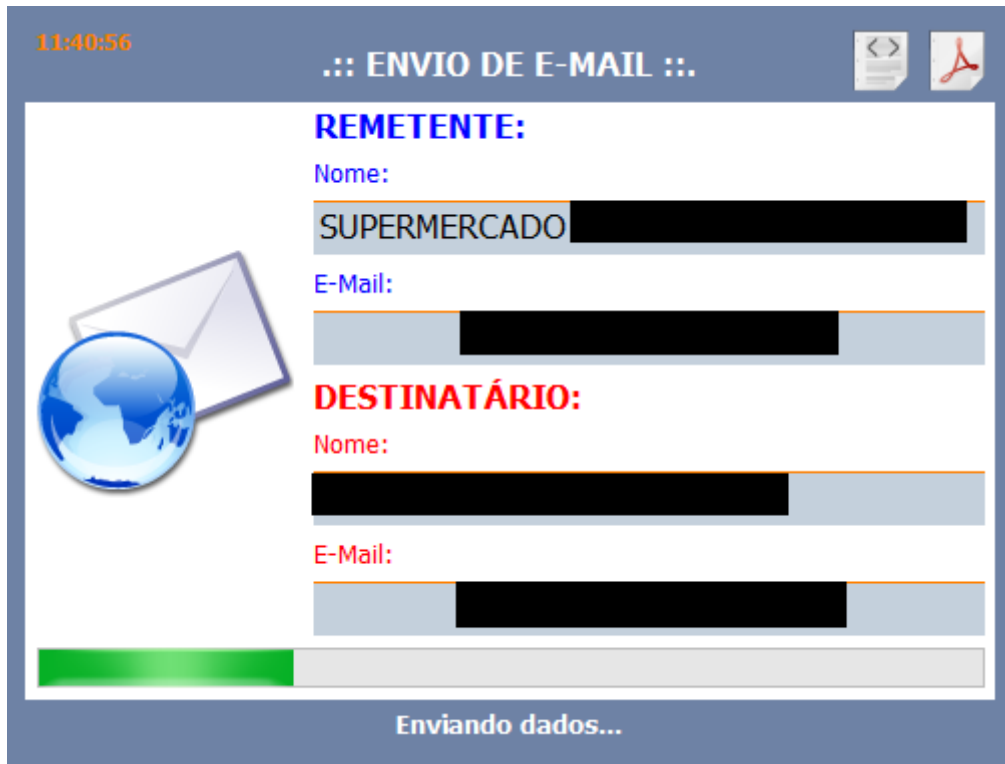 11:40:56
.:: ENVIO DE E-MAIL ::.
REMETENTE:
Nome:
SUPERMERCADO
E-Mail:
DESTINATÁRIO:
Nome:
E-Mail:
Enviando dados...